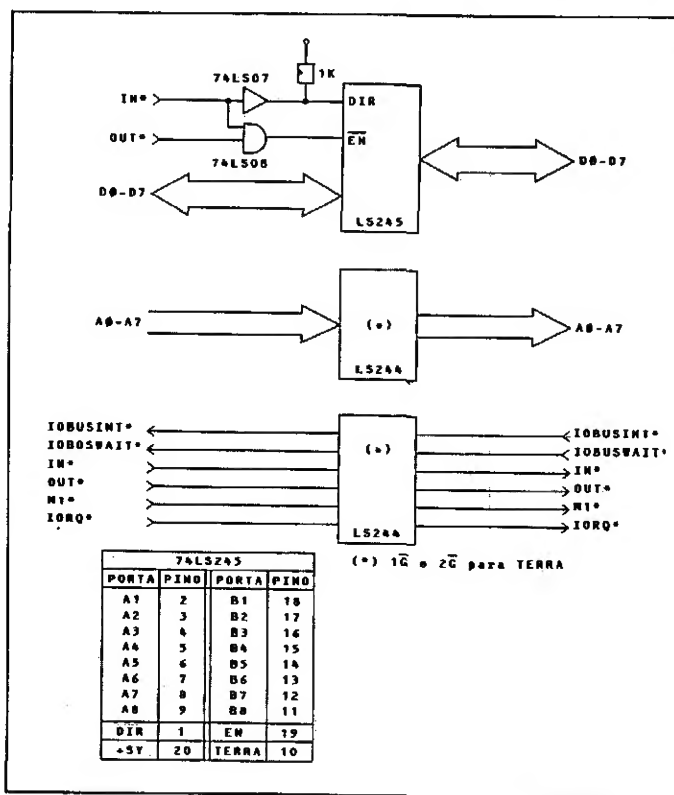 74LS07
1K
IN*
DIR
OUT*
EN
74LS08
D0-D7
D0-D7
LS245
A0-A7
(*)
A0-A7
LS244
IOBUSINT*
IOBUSINT*
IOBOSWAIT*
IOBUSWAIT*
IN*
(*)
IN*
OUT*
OUT*
M1*
M1*
IORQ*
IORQ*
LS244
(*) 1G e 2G para TERRA
74LS245
PORTA PINO PORTA PINO
A1 2 B1 18
A2 3 B2 17
A3 4 B3 16
A4 5 B4 15
A5 6 B5 14
A6 7 B6 13
A7 8 B7 12
A8 9 B8 11
DIR 1 EN 19
+5V 20 TERRA 10